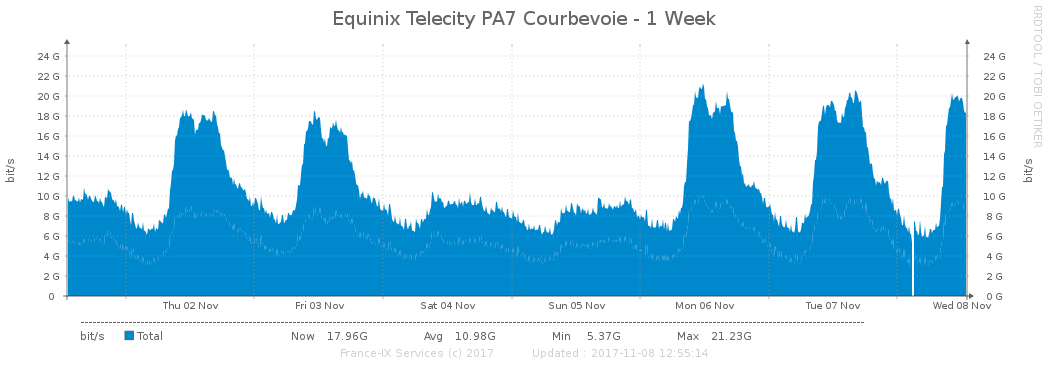 Equinix Telecity PA7 Courbevoie - 1 Week
RRDTOOL / TOBI OETIKER
bit/s
24 G 24 G
22 G 22 G
20 G 20 G
18 G 18 G
16 G 16 G
14 G 14 G
12 G 12 G
10 G 10 G
8 G 8 G
6 G 6 G
4 G 4 G
2 G 2 G
0 0 G
bit/s
Thu 02 Nov Fri 03 Nov Sat 04 Nov Sun 05 Nov Mon 06 Nov Tue 07 Nov Wed 08 Nov
bit/s Total Now 17.96G Avg 10.98G Min 5.37G Max 21.23G
France-IX Services (c) 2017 Updated : 2017-11-08 12:55:14